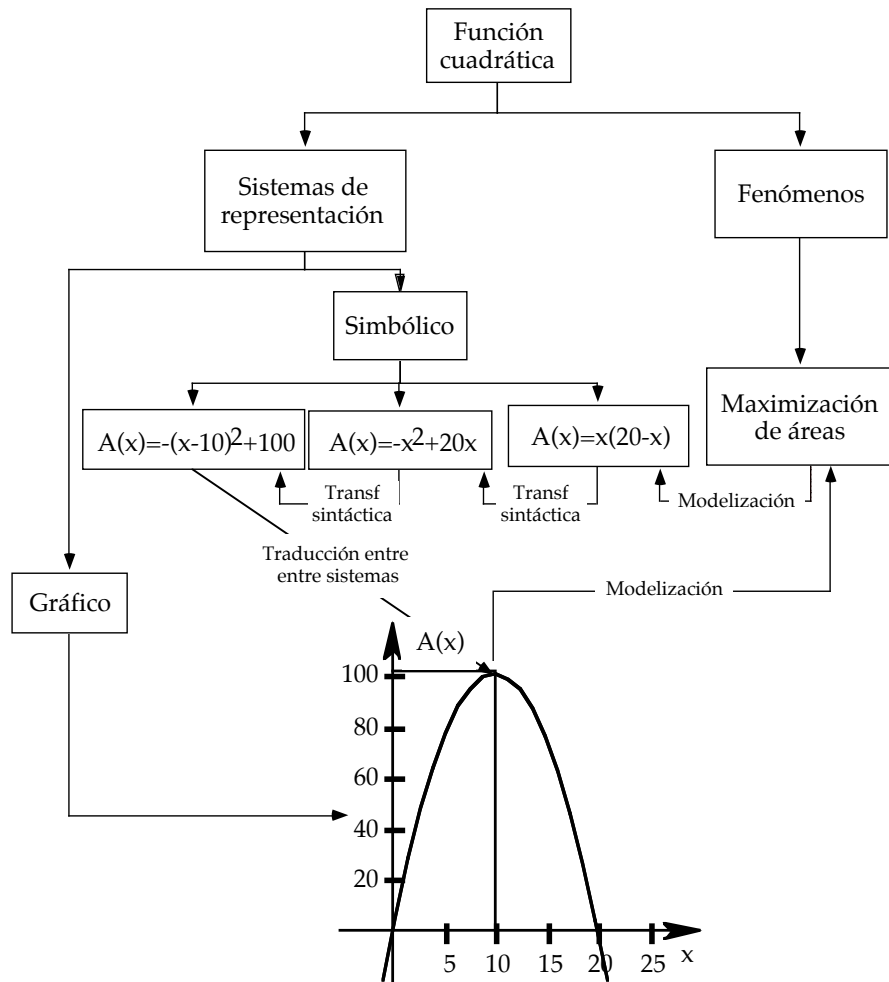 Función
cuadrática
Sistemas de
representación
Fenómenos
Simbólico
Maximización
de áreas
A(x)=-(x-10)2+100
A(x)=-x2+20x
A(x)=x(20-x)
Transf
sintáctica
Transf
sintáctica
Modelización
Traducción entre
entre sistemas
Gráfico
Modelización
A(x)
100
80
60
40
20
5 10 15 20 25 x